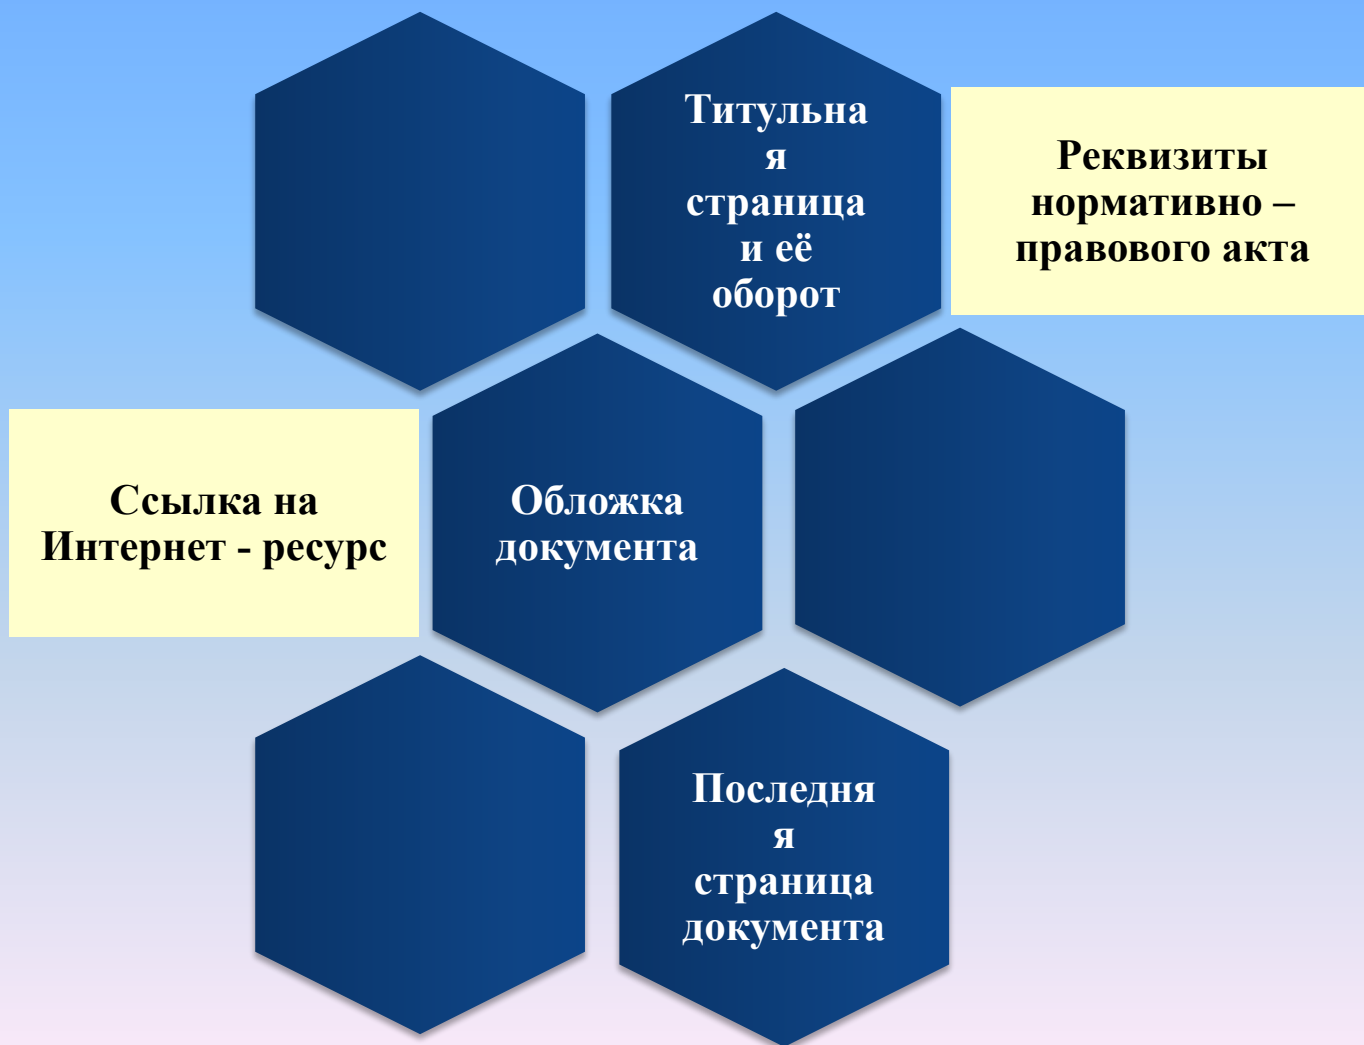 Титульна
я
страница
и её
оборот
Реквизиты
нормативно –
правового акта
Ссылка на
Интернет - ресурс
Обложка
документа
Последня
я
страница
документа